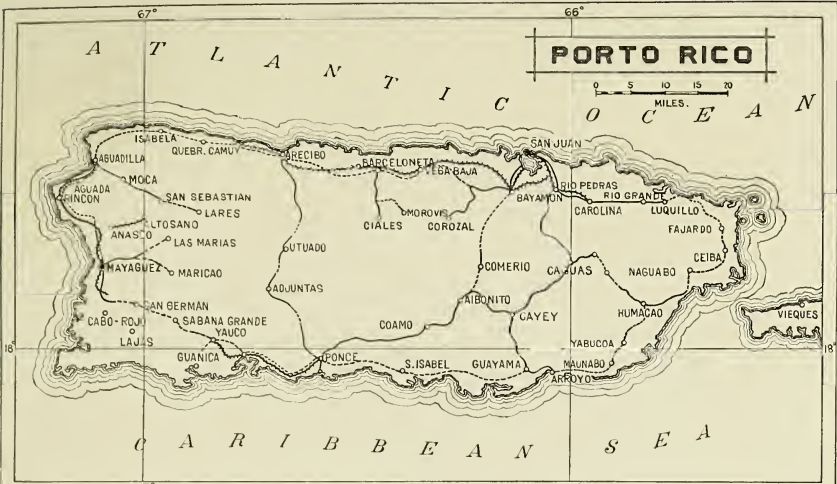 67°
66°
ATLANTIC OCEAN
PORTO RICO
0 5 10 15 20
MILES.
SAN JUAN
ISABELA
QUEBR. CAMUY
ARECIBO
AGUADILLA
BARCELONETA
BAJA
MOCA
AGUADA
RINCON
SAN SEBASTIAN
LARES
MOROVIS
CIALES
COROZAL
BAYAMON
RIO PEDRAS
RIO GRANDE
CAROLINA
LUQUILLO
FAJARDO
ALTOSANO
ANASCO
LAS MARIAS
UTUADO
CEIBA
MAYAGUEZ
MARICAO
COMERIO
CAGUAS
NAGUABO
ADJUNTAS
AIBONITO
SAN GERMÁN
CABO-ROJO
SABANA GRANDE
LAJAS
YAUCO
COAMO
CAYEY
HUMACAO
VIEQUES
18°
GUANICA
PONCE
S. ISABEL
GUAYAMA
YABUCOA
MAUNABO
ARROYO
18°
CARIBBEAN SEA